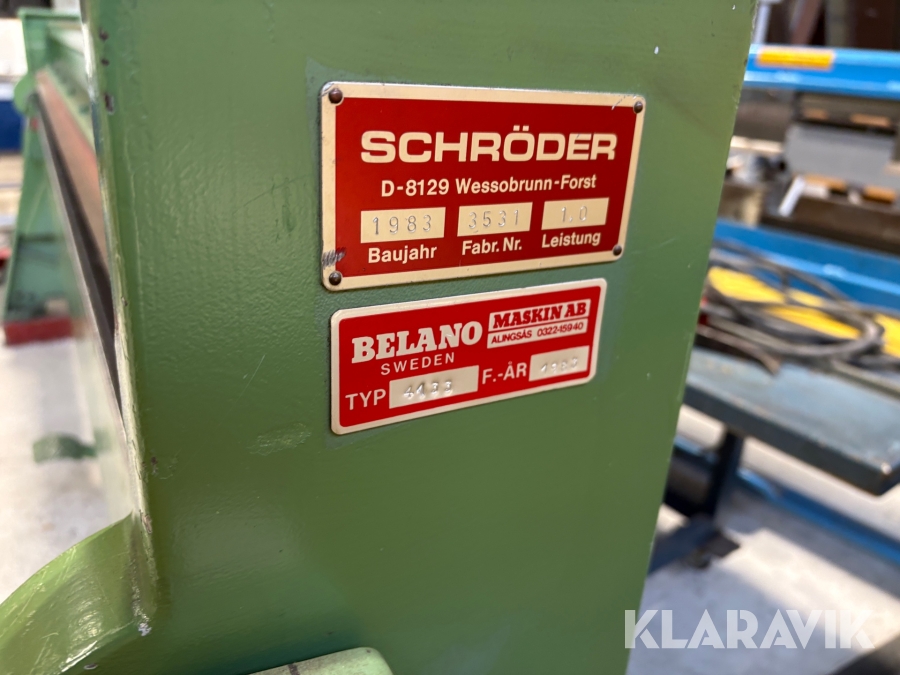 SCHRÖDER
D-8129 Wessobrunn-Forst
1983 3531 1.0
Baujahr Fabr. Nr. Leistung
BELANO MASKIN AB
ALINGSÅS 0322-15940
SWEDEN
TYP F.-ÅR
KLARAVIK